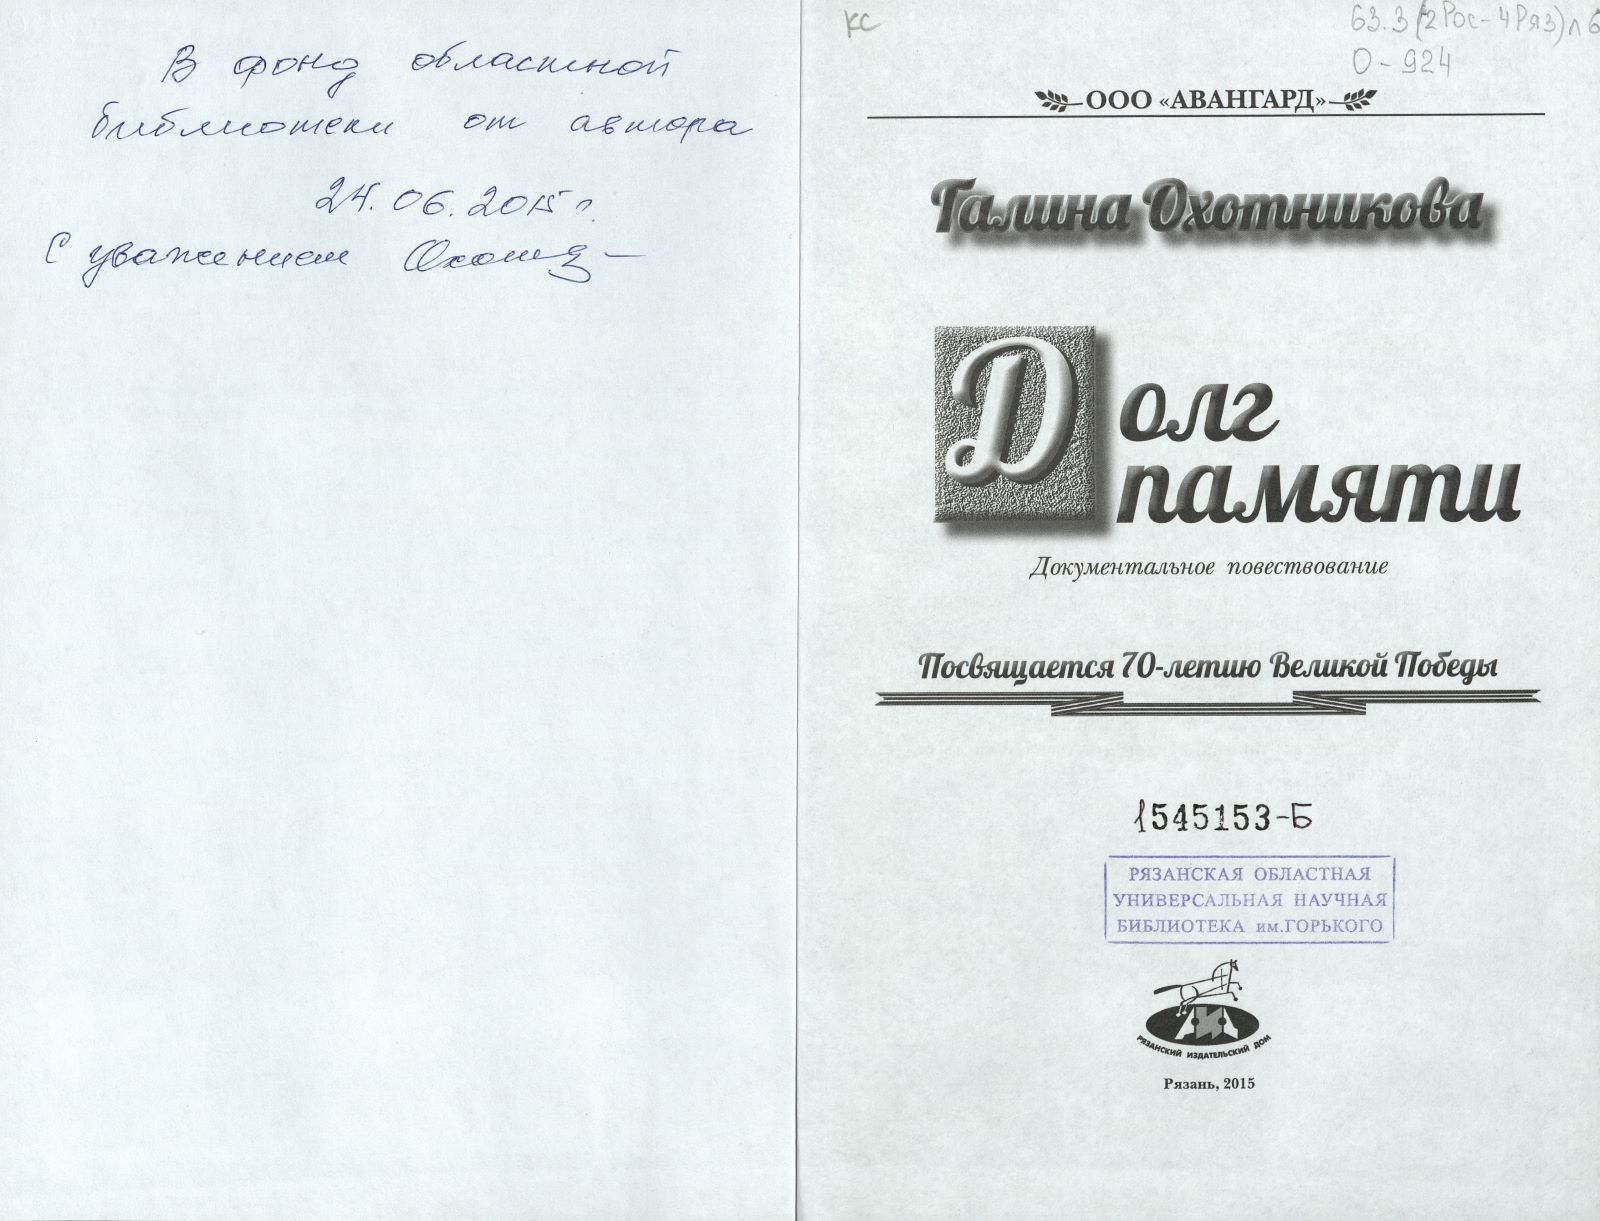 В фонд областной
библиотеки от автора
24.06.2015 г.
С уважением
КС
63.3(2Рос-4Ряз)л6
О-924
ООО «АВАНГАРД»
Галина Охотникова
Долг
памяти
Документальное повествование
Посвящается 70-летию Великой Победы
1545153-Б
РЯЗАНСКАЯ ОБЛАСТНАЯ
УНИВЕРСАЛЬНАЯ НАУЧНАЯ
БИБЛИОТЕКА им.ГОРЬКОГО
РЯЗАНСКИЙ ИЗДАТЕЛЬСКИЙ ДОМ
Рязань, 2015